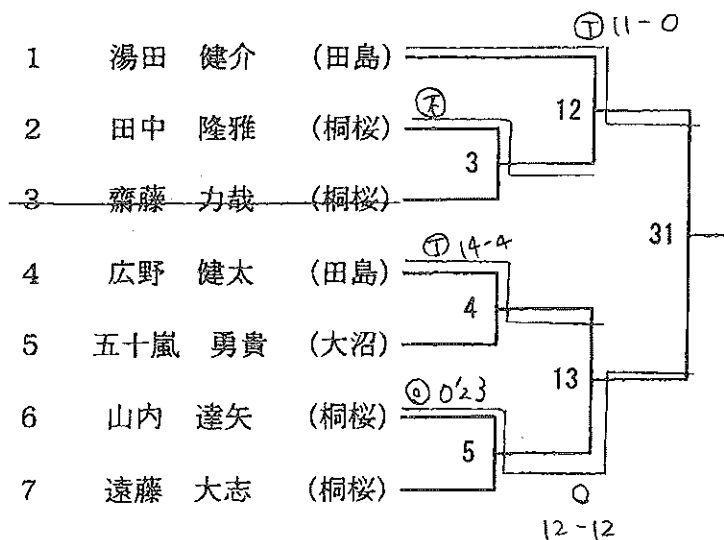 Ⓣ 11-0
1 湯田 健介 (田島)
12
2 田中 隆雅 (桐桜)
3
3 齋藤 力哉 (桐桜)
31
Ⓣ 14-4
4 広野 健太 (田島)
4
5 五十嵐 勇貴 (大沼)
13
0'23
6 山内 達矢 (桐桜)
5
7 遠藤 大志 (桐桜)
12-12